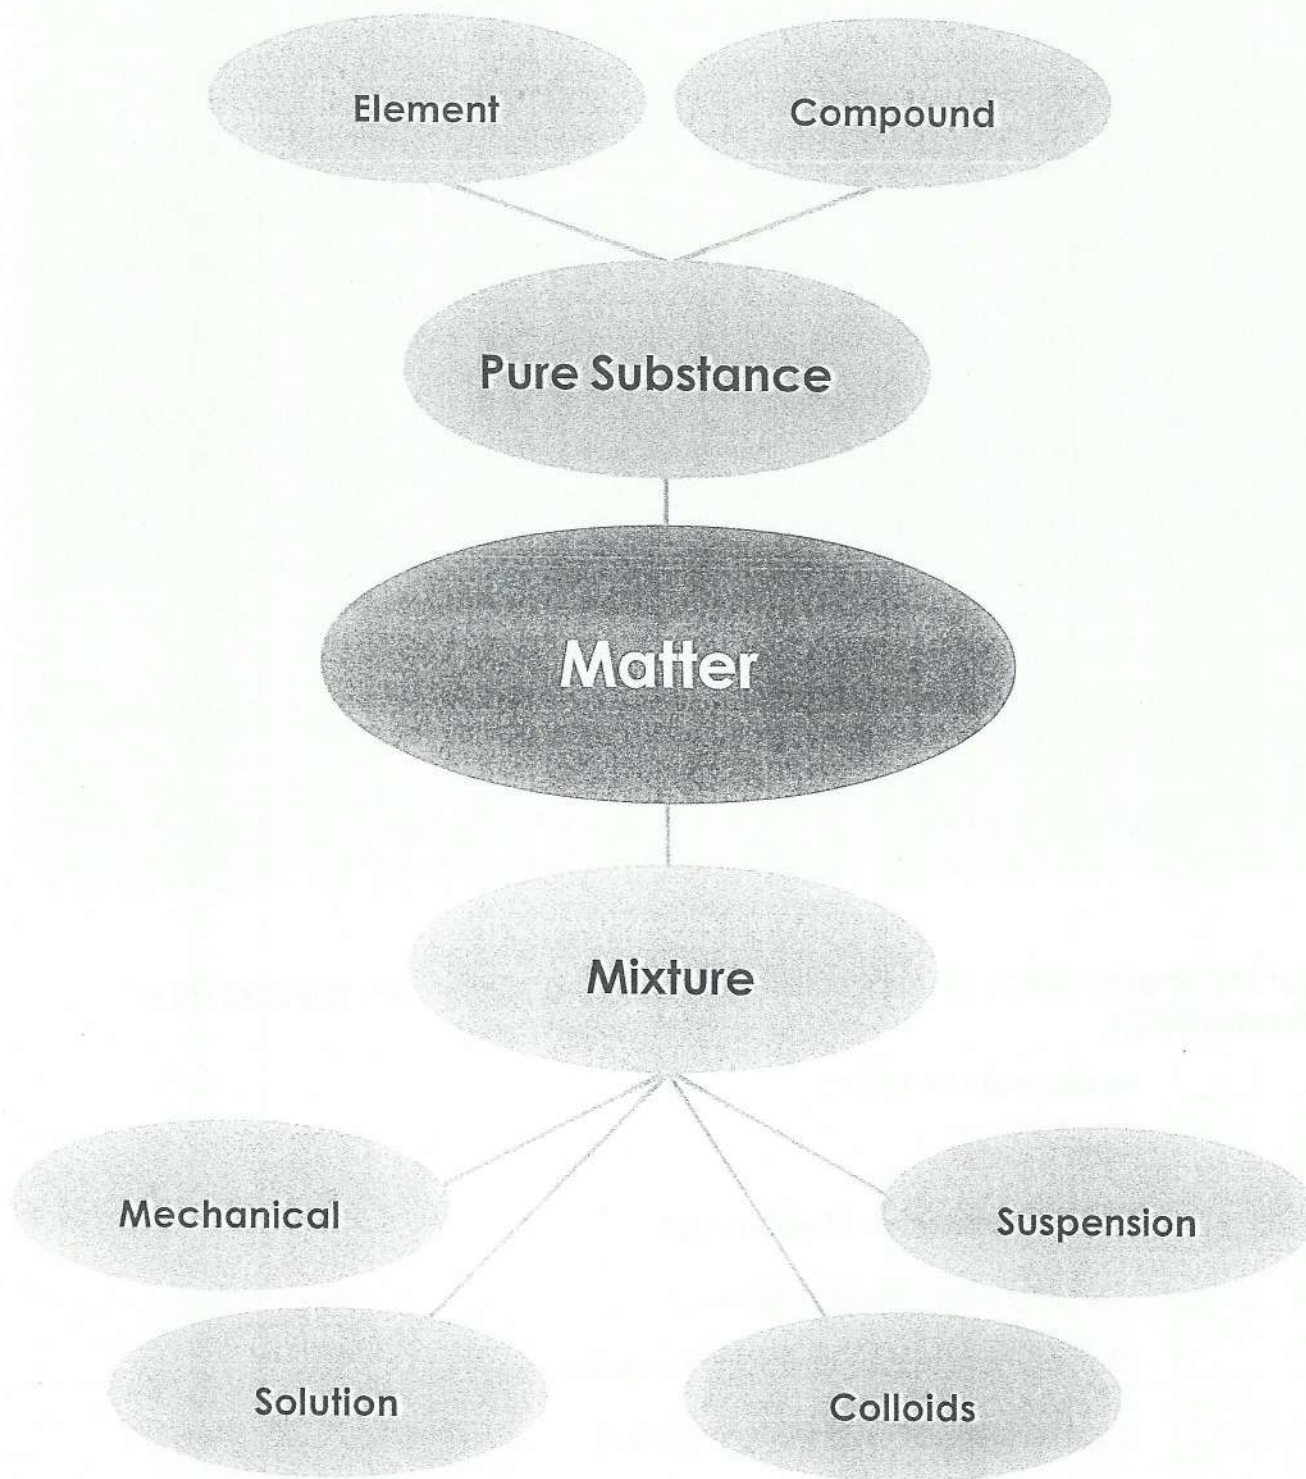 Element
Compound
Pure Substance
Matter
Mixture
Mechanical
Suspension
Solution
Colloids